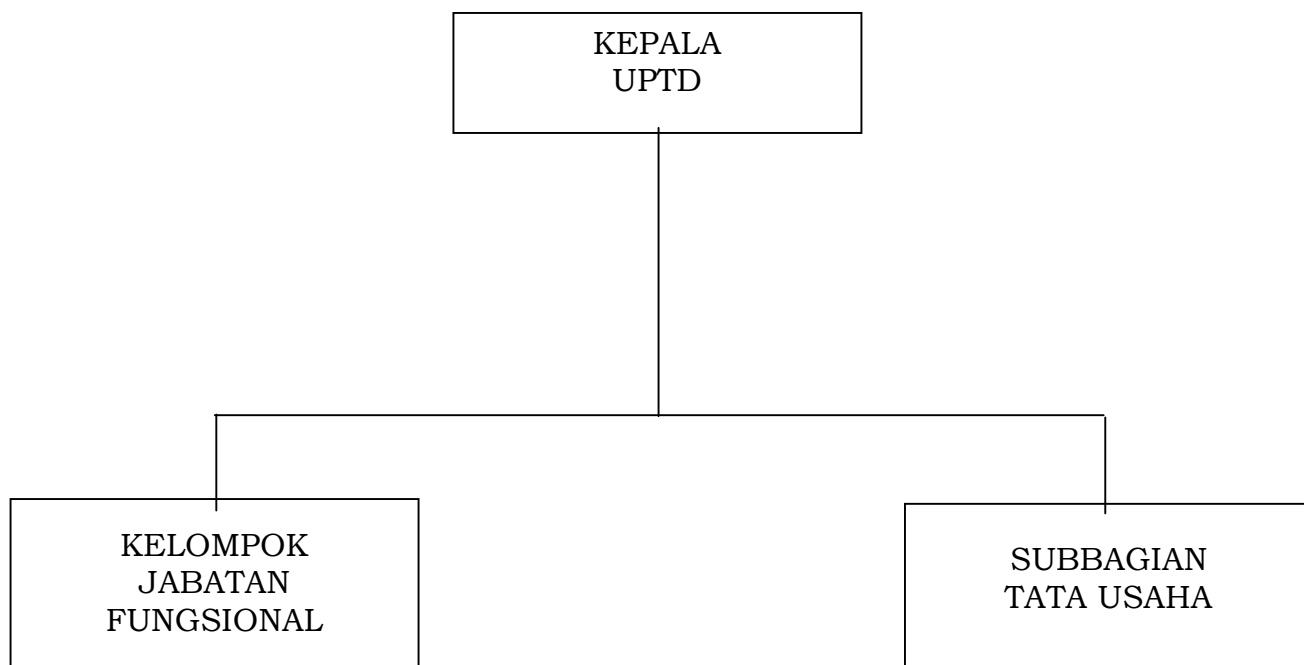 KEPALA
UPTD
KELOMPOK
JABATAN
FUNGSIONAL
SUBBAGIAN
TATA USAHA